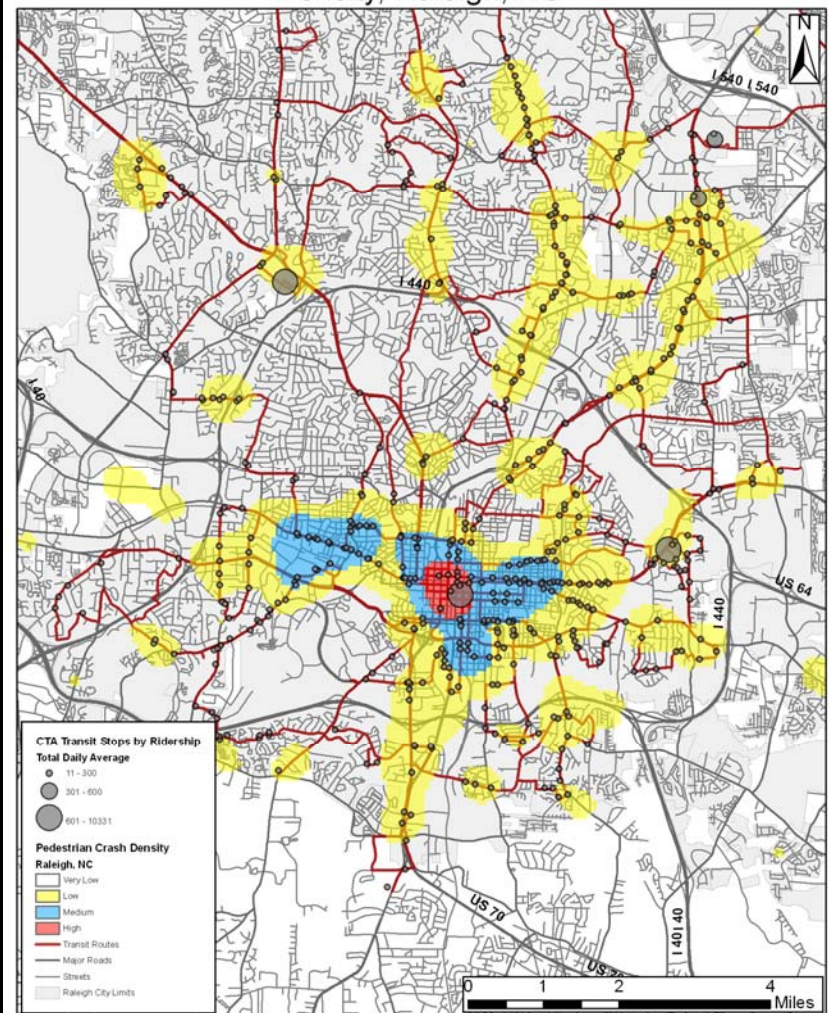 N
I 540 I 540
I 440
I 40
US 64
I 440
CTA Transit Stops by Ridership
Total Daily Average
11 - 300
301 - 600
601 - 10331
Pedestrian Crash Density
Raleigh, NC
Very Low
Low
Medium
High
Transit Routes
Major Roads
Streets
Raleigh City Limits
US 70
I 40 I 40
0 1 2 4
Miles